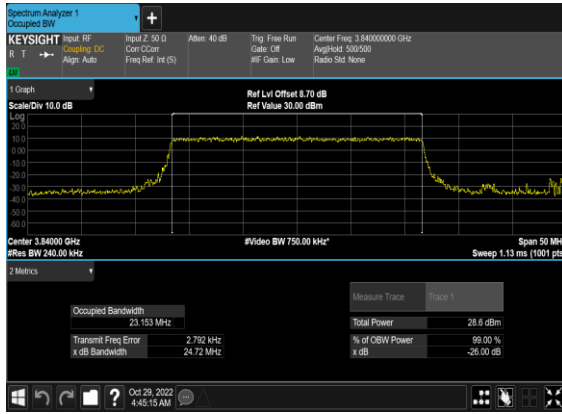 Spectrum Analyzer 1
Occupied BW
+
KEYSIGHT Input: RF Input Z: 50 Ω Atten: 40 dB Trig: Free Run Center Freq: 3.840000000 GHz
R T Coupling: DC Corr CCorr Gate: Off Avg|Hold: 500/500
Align: Auto Freq Ref: Int (S) #IF Gain: Low Radio Std: None
LXI
1 Graph
Ref Lvl Offset 8.70 dB
Scale/Div 10.0 dB Ref Value 30.00 dBm
Log
20.0
10.0
0.00
-10.0
-20.0
-30.0
-40.0
-50.0
-60.0
Center 3.84000 GHz #Video BW 750.00 kHz* Span 50 MH
#Res BW 240.00 kHz Sweep 1.13 ms (1001 pts
2 Metrics
Measure Trace Trace 1
Occupied Bandwidth
23.153 MHz Total Power 28.6 dBm
Transmit Freq Error 2.792 kHz % of OBW Power 99.00 %
x dB Bandwidth 24.72 MHz x dB -26.00 dB
? Oct 29, 2022
4:45:15 AM